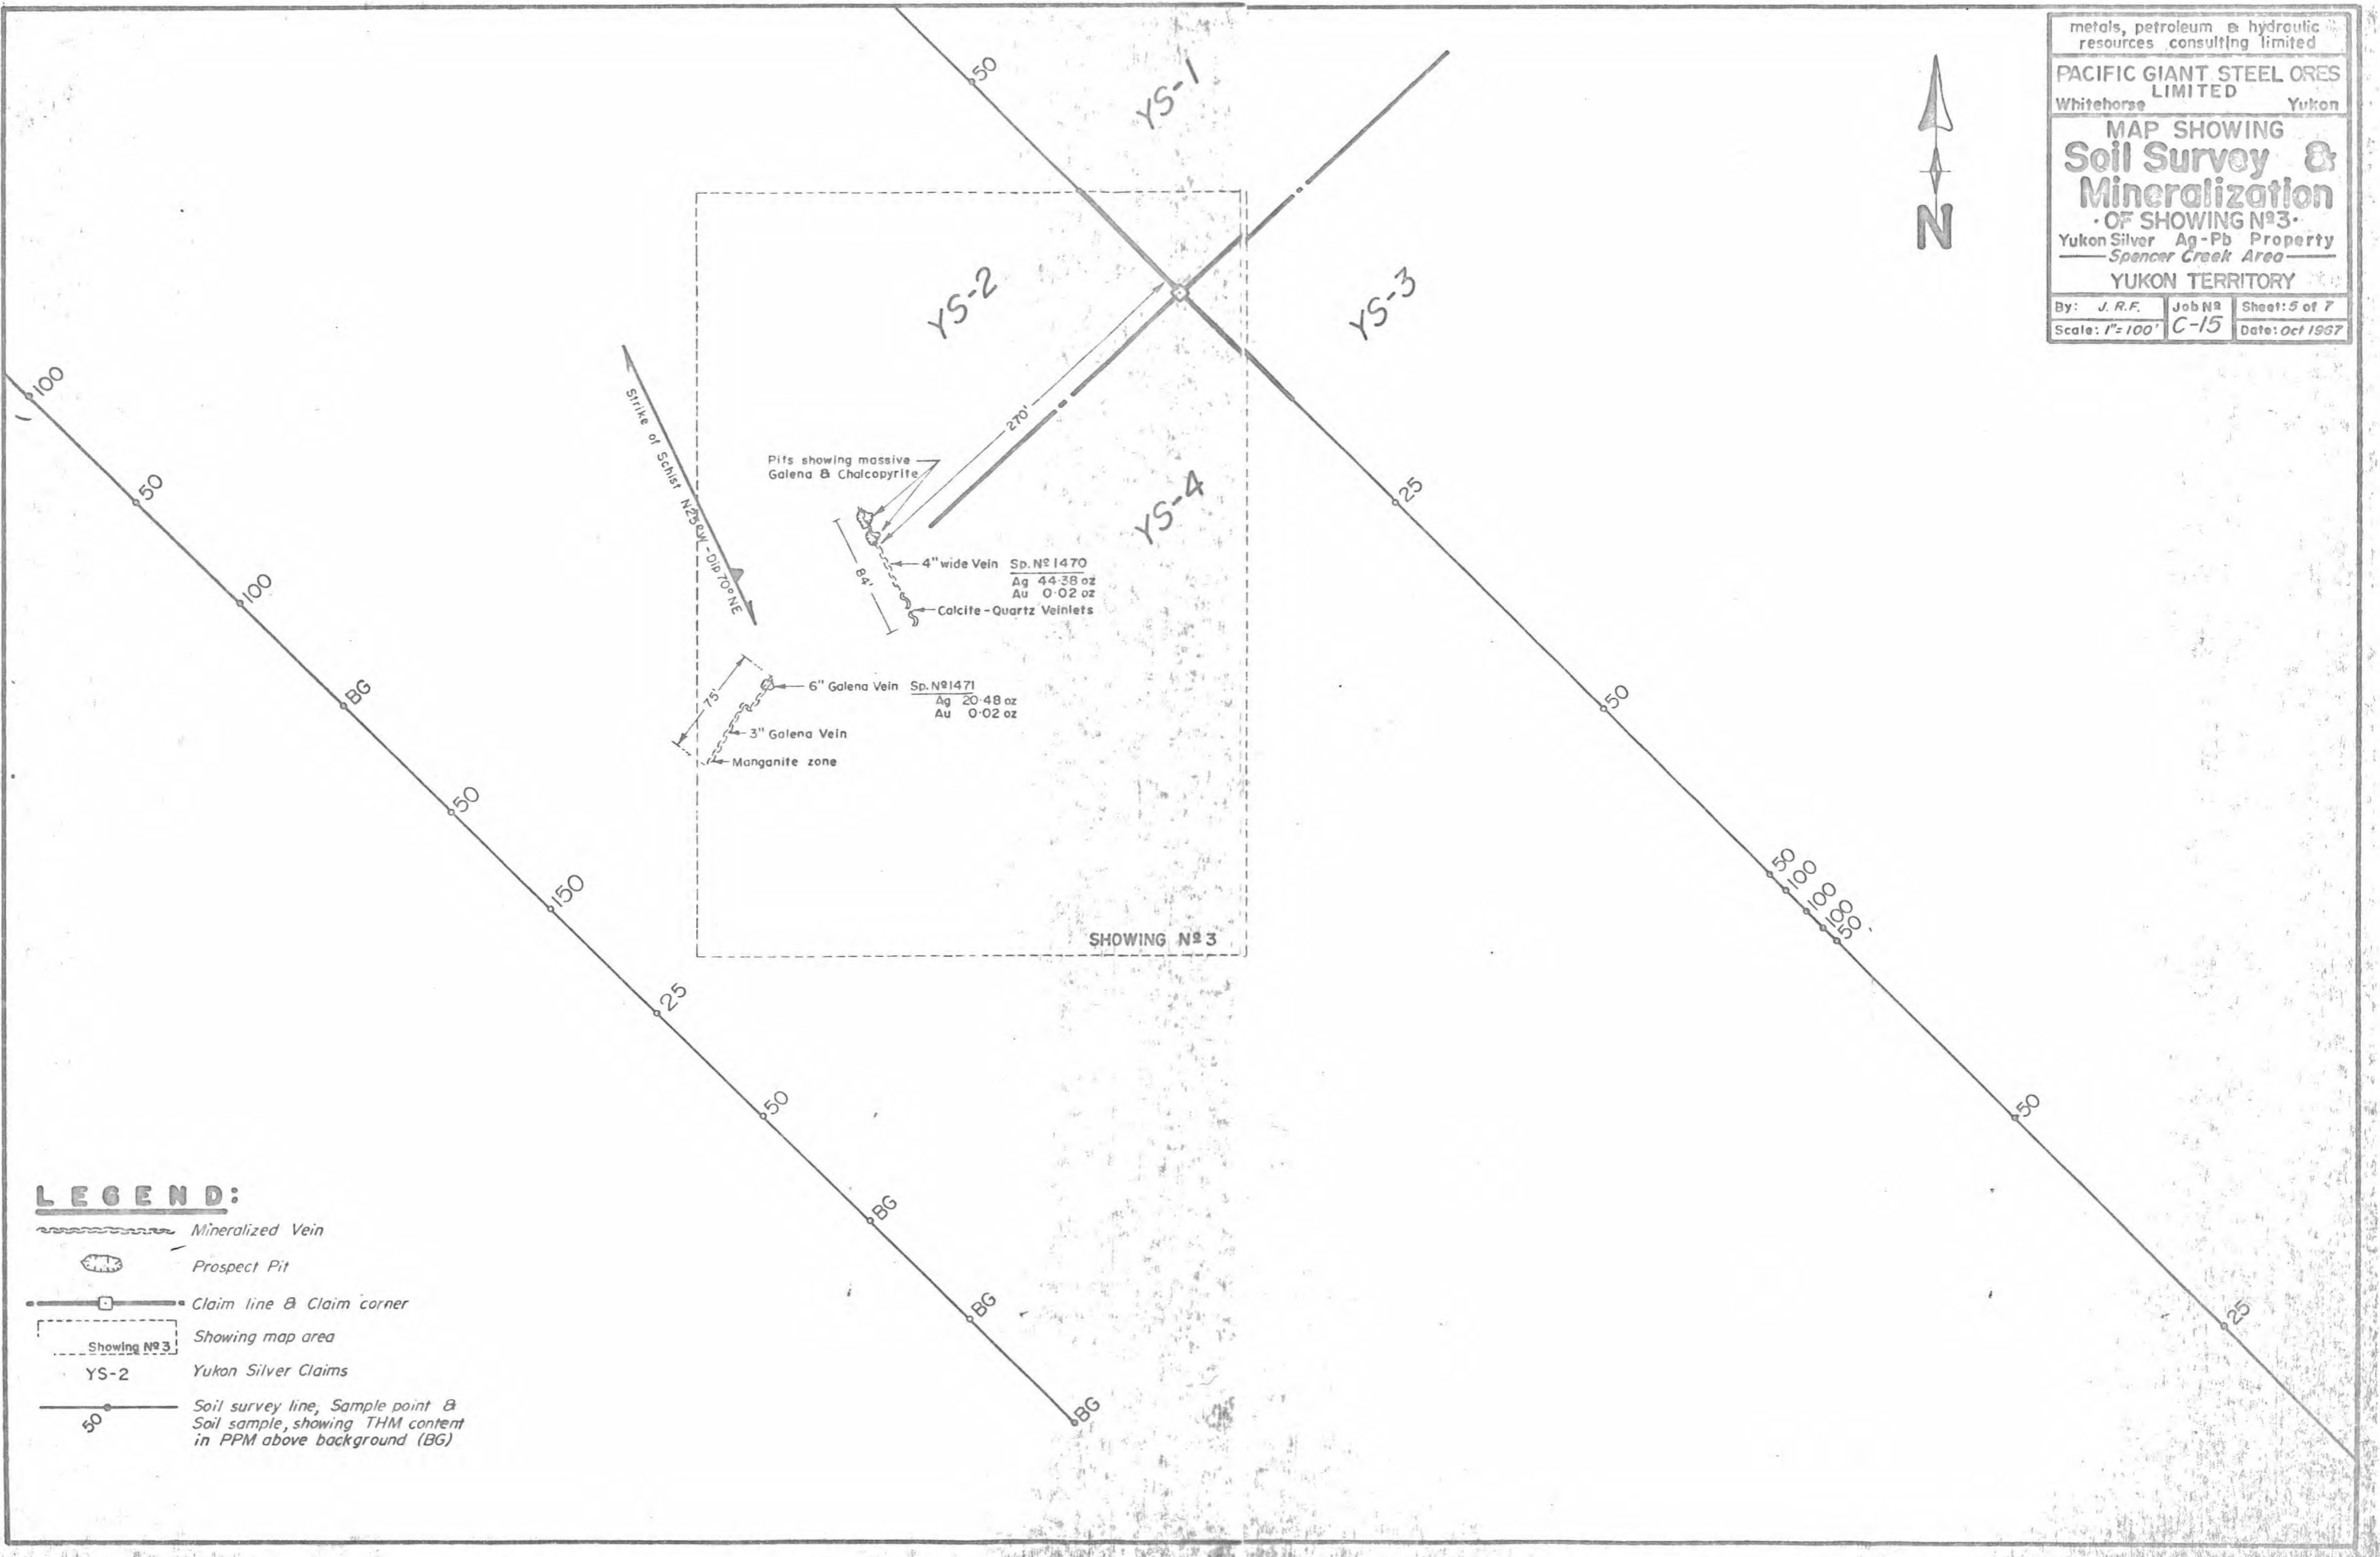 metals, petroleum & hydraulic
resources consulting limited
PACIFIC GIANT STEEL ORES
LIMITED
Whitehorse Yukon
MAP SHOWING
Soil Survey &
Mineralization
· OF SHOWING Nº3 ·
Yukon Silver Ag-Pb Property
Spencer Creek Area
YUKON TERRITORY
By: J.R.F. Job Nº Sheet: 5 of 7
Scale: 1"=100' C-15 Date: Oct 1967
N
50
YS-1
YS-2
YS-3
YS-4
270'
Strike of Schist N25ºW-Dip 70º NE
Pits showing massive
Galena & Chalcopyrite
84'
4" wide Vein Sp. Nº 1470
Ag 44·38 oz
Au 0·02 oz
Calcite-Quartz Veinlets
75'
6" Galena Vein Sp. Nº1471
Ag 20·48 oz
Au 0·02 oz
3" Galena Vein
Manganite zone
SHOWING Nº 3
100
50
100
BG
50
150
25
50
BG
BG
BG
25
50
50
100
100
100
50
50
25
LEGEND:
Mineralized Vein
Prospect Pit
Claim line & Claim corner
Showing Nº 3 Showing map area
YS-2 Yukon Silver Claims
50 Soil survey line, Sample point &
Soil sample, showing THM content
in PPM above background (BG)